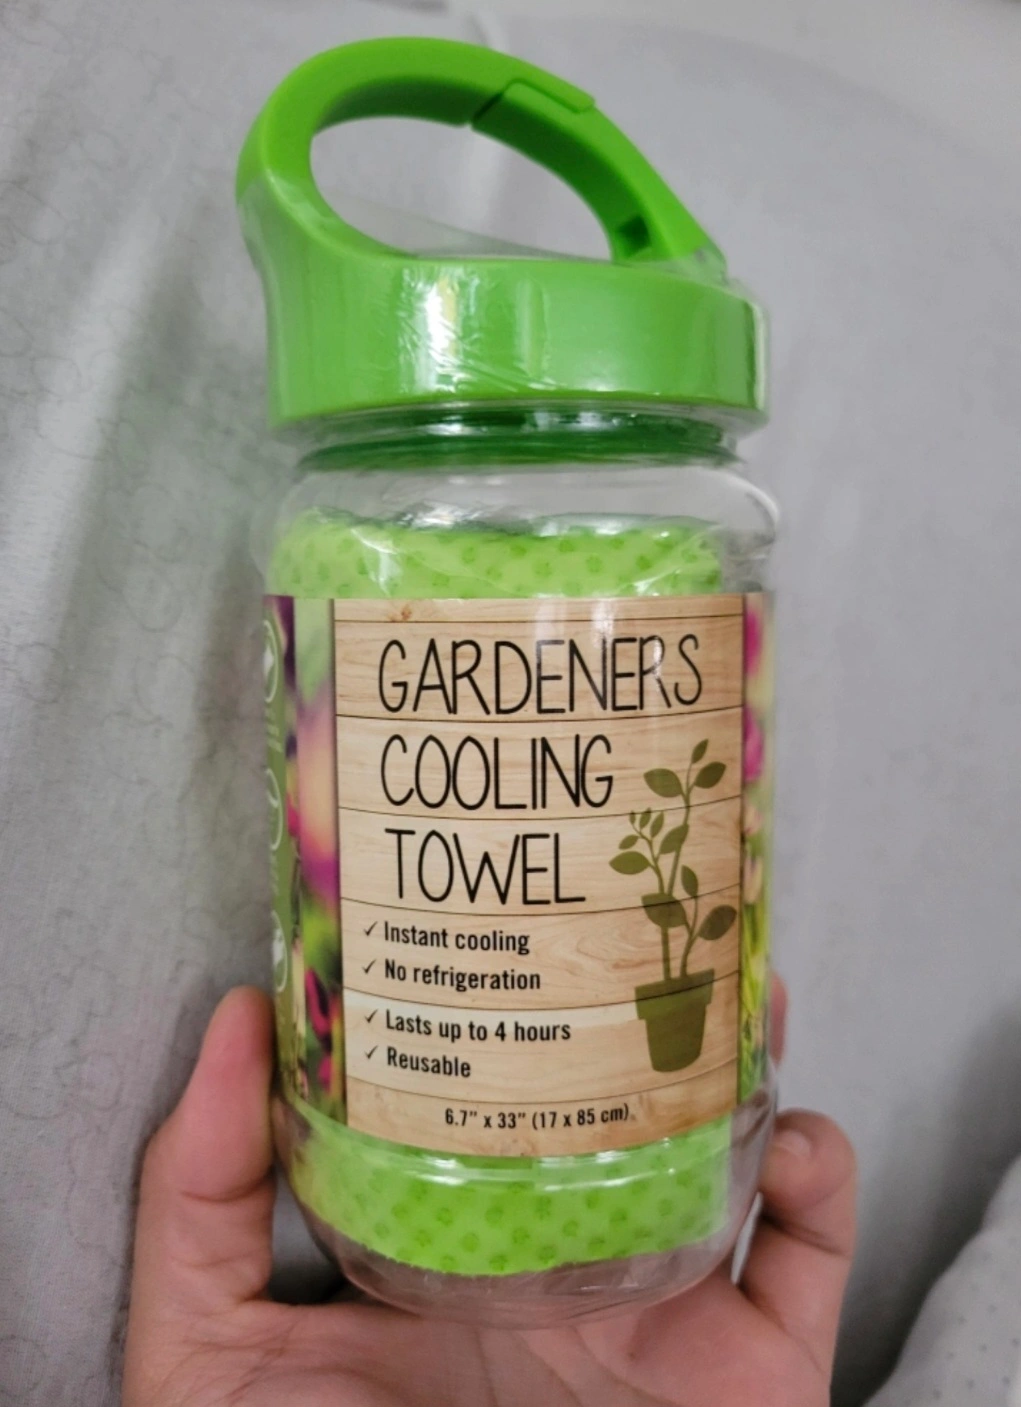 GARDENERS
COOLING
TOWEL
✓ Instant cooling
✓ No refrigeration
✓ Lasts up to 4 hours
✓ Reusable
6.7" x 33" (17 x 85 cm)